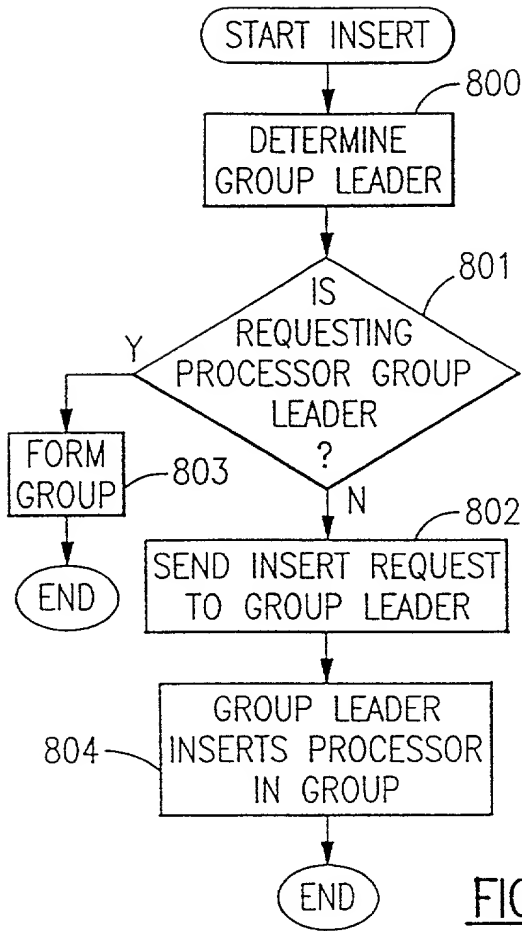 START INSERT
800
DETERMINE
GROUP LEADER
801
IS
REQUESTING
PROCESSOR GROUP
LEADER
?
Y
FORM
GROUP
803
END
N
802
SEND INSERT REQUEST
TO GROUP LEADER
804
GROUP LEADER
INSERTS PROCESSOR
IN GROUP
END
FIG